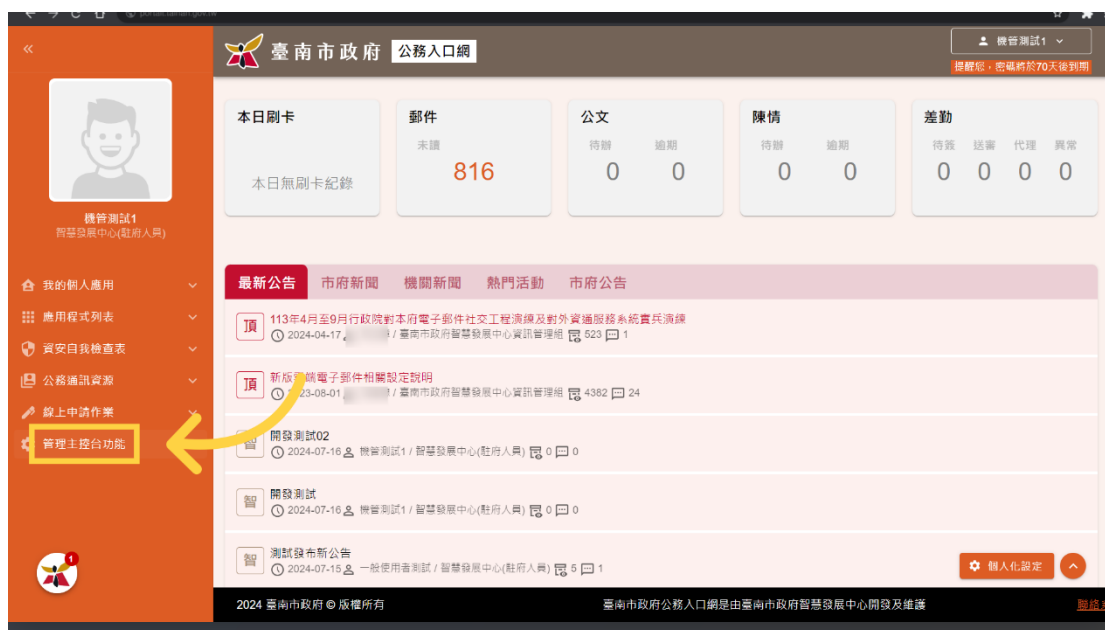 portal.tainan.gov.tw
臺南市政府 公務入口網
機管測試1
提醒您，密碼將於70天後到期
機管測試1
智慧發展中心(駐府人員)
我的個人應用
應用程式列表
資安自我檢查表
公務通訊資源
線上申請作業
管理主控台功能
1
本日刷卡
本日無刷卡紀錄
郵件
未讀
816
公文
待辦 逾期
0 0
陳情
待辦 逾期
0 0
差勤
待簽 送審 代理 異常
0 0 0 0
最新公告 市府新聞 機關新聞 熱門活動 市府公告
頂 113年4月至9月行政院對本府電子郵件社交工程演練及對外資通服務系統實兵演練
2024-04-17 / 臺南市政府智慧發展中心資訊管理組 523 1
頂 新版雲端電子郵件相關設定說明
2023-08-01 / 臺南市政府智慧發展中心資訊管理組 4382 24
智 開發測試02
2024-07-16 機管測試1 / 智慧發展中心(駐府人員) 0 0
智 開發測試
2024-07-16 機管測試1 / 智慧發展中心(駐府人員) 0 0
智 測試發布新公告
2024-07-15 一般使用者測試 / 智慧發展中心(駐府人員) 5 1
個人化設定
2024 臺南市政府 © 版權所有
臺南市政府公務入口網是由臺南市政府智慧發展中心開發及維護
聯絡